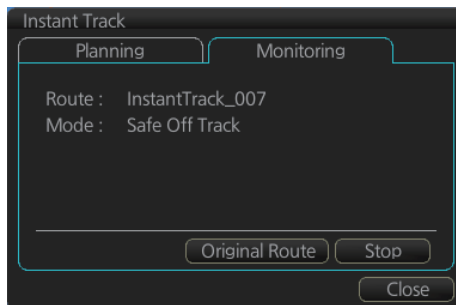 Instant Track
Planning Monitoring
Route : InstantTrack_007
Mode : Safe Off Track
Original Route Stop
Close